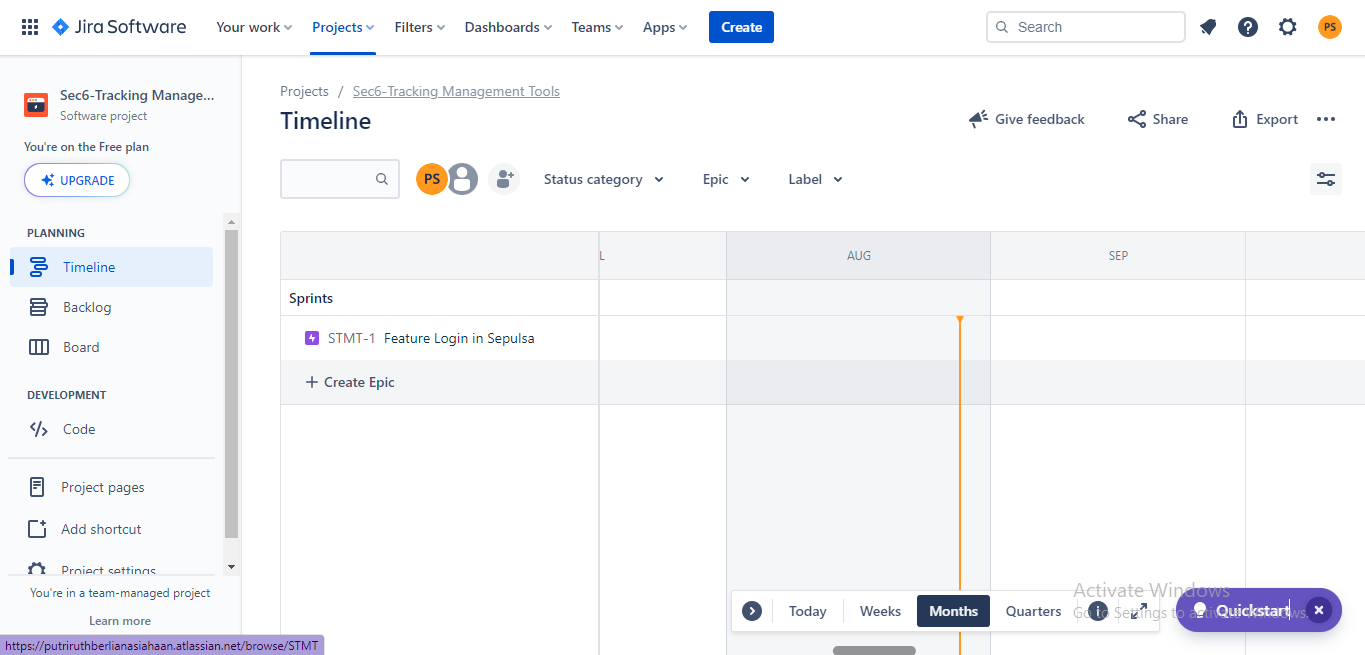 Jira Software Your work Projects Filters Dashboards Teams Apps Create Search PS
Sec6-Tracking Manage...
Software project
You're on the Free plan
UPGRADE
PLANNING
Timeline
Backlog
Board
DEVELOPMENT
Code
Project pages
Add shortcut
Project settings
You're in a team-managed project
Learn more
https://putriruthberlianasiahaan.atlassian.net/browse/STMT
Projects / Sec6-Tracking Management Tools
Timeline
Give feedback Share Export
PS Status category Epic Label
L AUG SEP
Sprints
STMT-1 Feature Login in Sepulsa
+ Create Epic
Today Weeks Months Quarters
Activate Windows
Go to Settings to activate Windows.
Quickstart